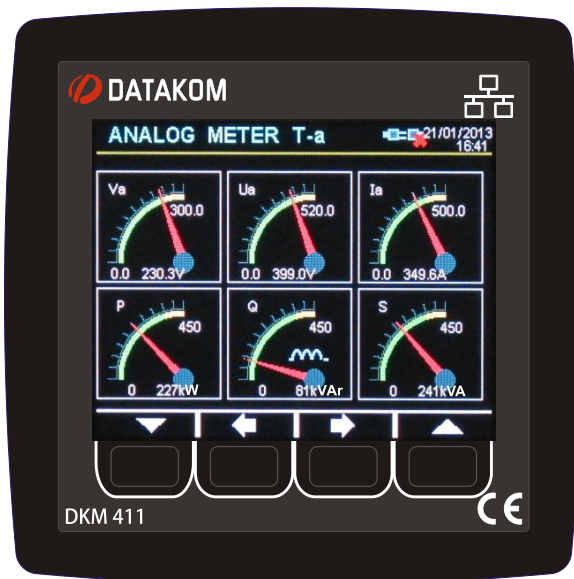 DATAKOM
ANALOG METER T-a
21/01/2013
16:41
Va
300.0
0.0 230.3V
Ua
520.0
0.0 399.0V
Ia
500.0
0.0 349.6A
P
450
0 227kW
Q
450
0 81kVAr
S
450
0 241kVA
DKM 411
CE